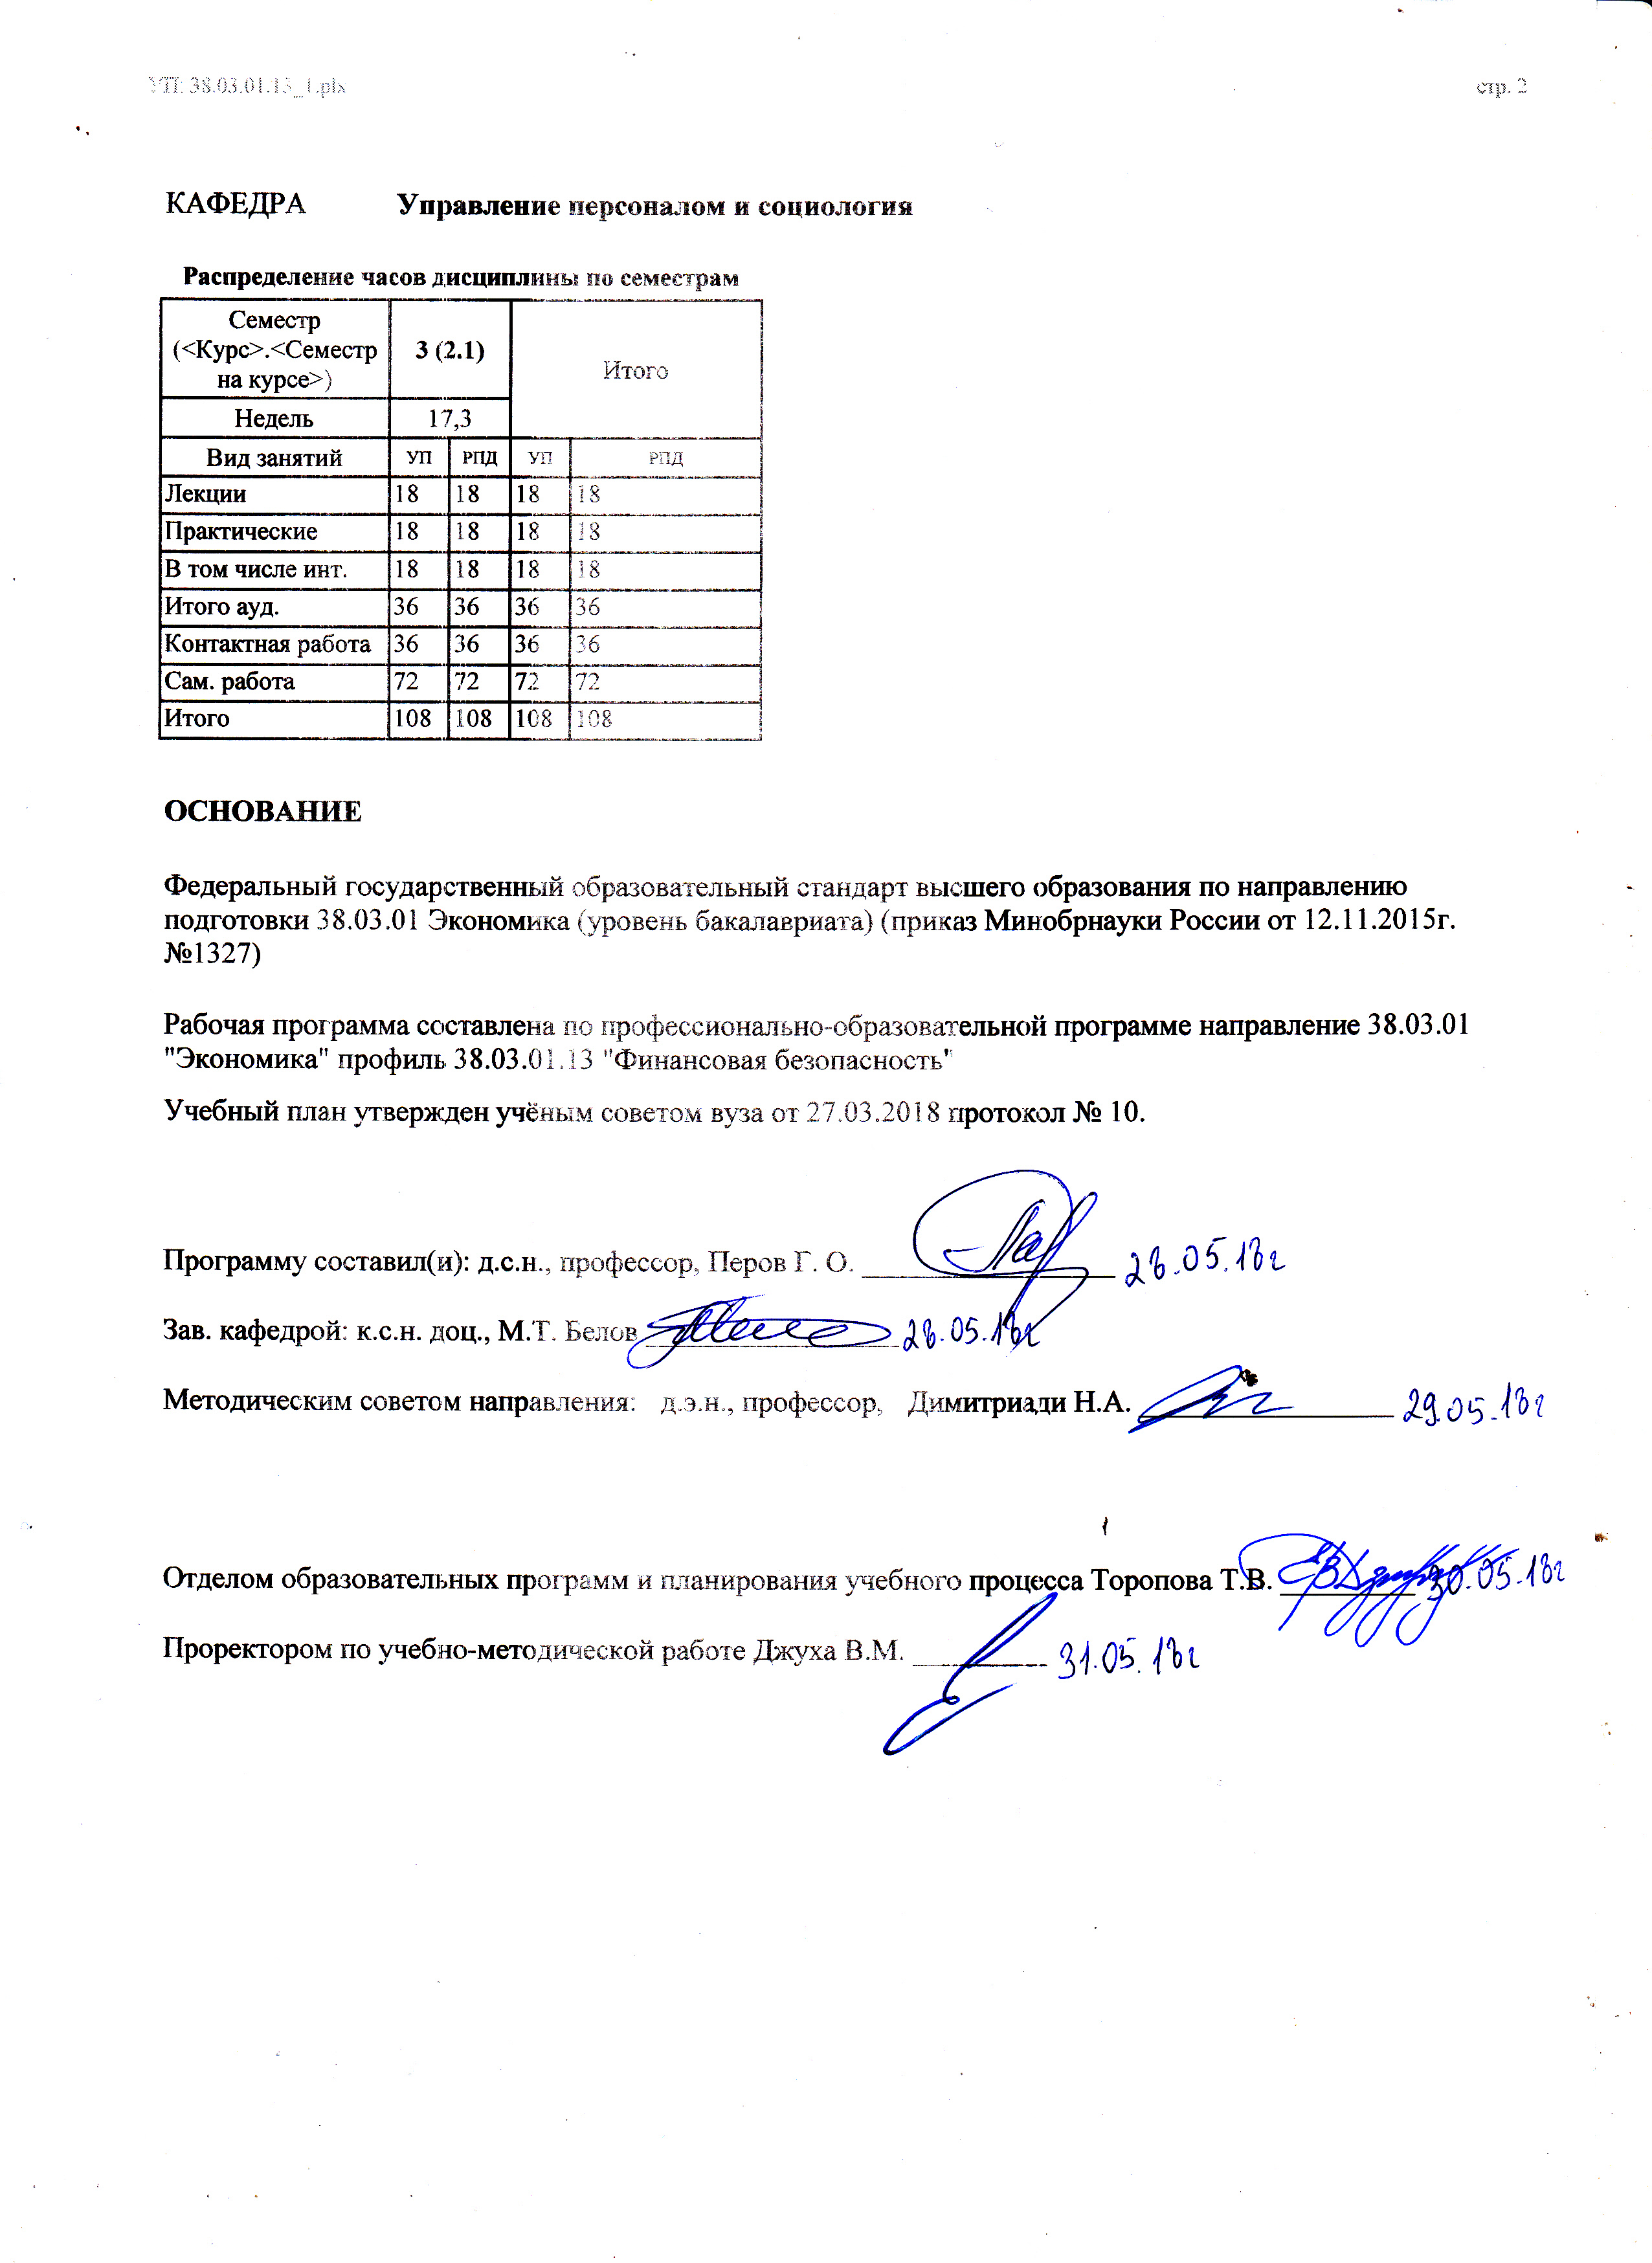 УП: 38.03.01.13_1.plx стр. 2
КАФЕДРА Управление персоналом и социология
Распределение часов дисциплины по семестрам
Семестр
(<Курс>.<Семестр
на курсе>) 3 (2.1) Итого
Недель 17,3
Вид занятий УП РПД УП РПД
Лекции 18 18 18 18
Практические 18 18 18 18
В том числе инт. 18 18 18 18
Итого ауд. 36 36 36 36
Контактная работа 36 36 36 36
Сам. работа 72 72 72 72
Итого 108 108 108 108
ОСНОВАНИЕ
Федеральный государственный образовательный стандарт высшего образования по направлению
подготовки 38.03.01 Экономика (уровень бакалавриата) (приказ Минобрнауки России от 12.11.2015г.
№1327)
Рабочая программа составлена по профессионально-образовательной программе направление 38.03.01
"Экономика" профиль 38.03.01.13 "Финансовая безопасность"
Учебный план утвержден учёным советом вуза от 27.03.2018 протокол № 10.
Программу составил(и): д.с.н., профессор, Перов Г. О. 28.05.18г
Зав. кафедрой: к.с.н. доц., М.Т. Белов 28.05.18г
Методическим советом направления: д.э.н., профессор, Димитриади Н.А. 29.05.18г
Отделом образовательных программ и планирования учебного процесса Торопова Т.В. 30.05.18г
Проректором по учебно-методической работе Джуха В.М. 31.05.18г